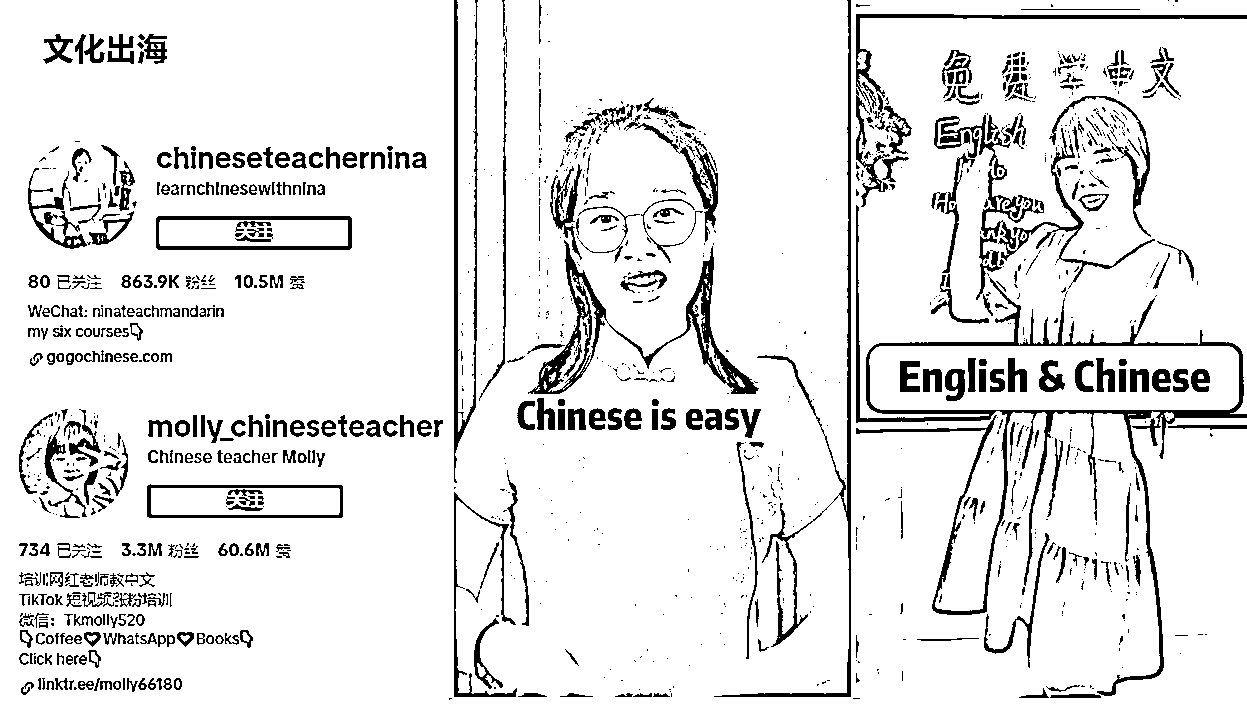 文化出海
chineseteachernina
learnchinesewithnina
关注
80 已关注 863.9K 粉丝 10.5M 赞
WeChat: ninateachmandarin
my six courses👇
gogochinese.com
molly_chineseteacher
Chinese teacher Molly
关注
734 已关注 3.3M 粉丝 60.6M 赞
培训网红老师教中文
TikTok 短视频涨粉培训
微信：Tkmolly520
👇Coffee❤WhatsApp❤Books👇
Click here👇
linktr.ee/molly66180
Chinese is easy
免费学中文
English
are you
English & Chinese